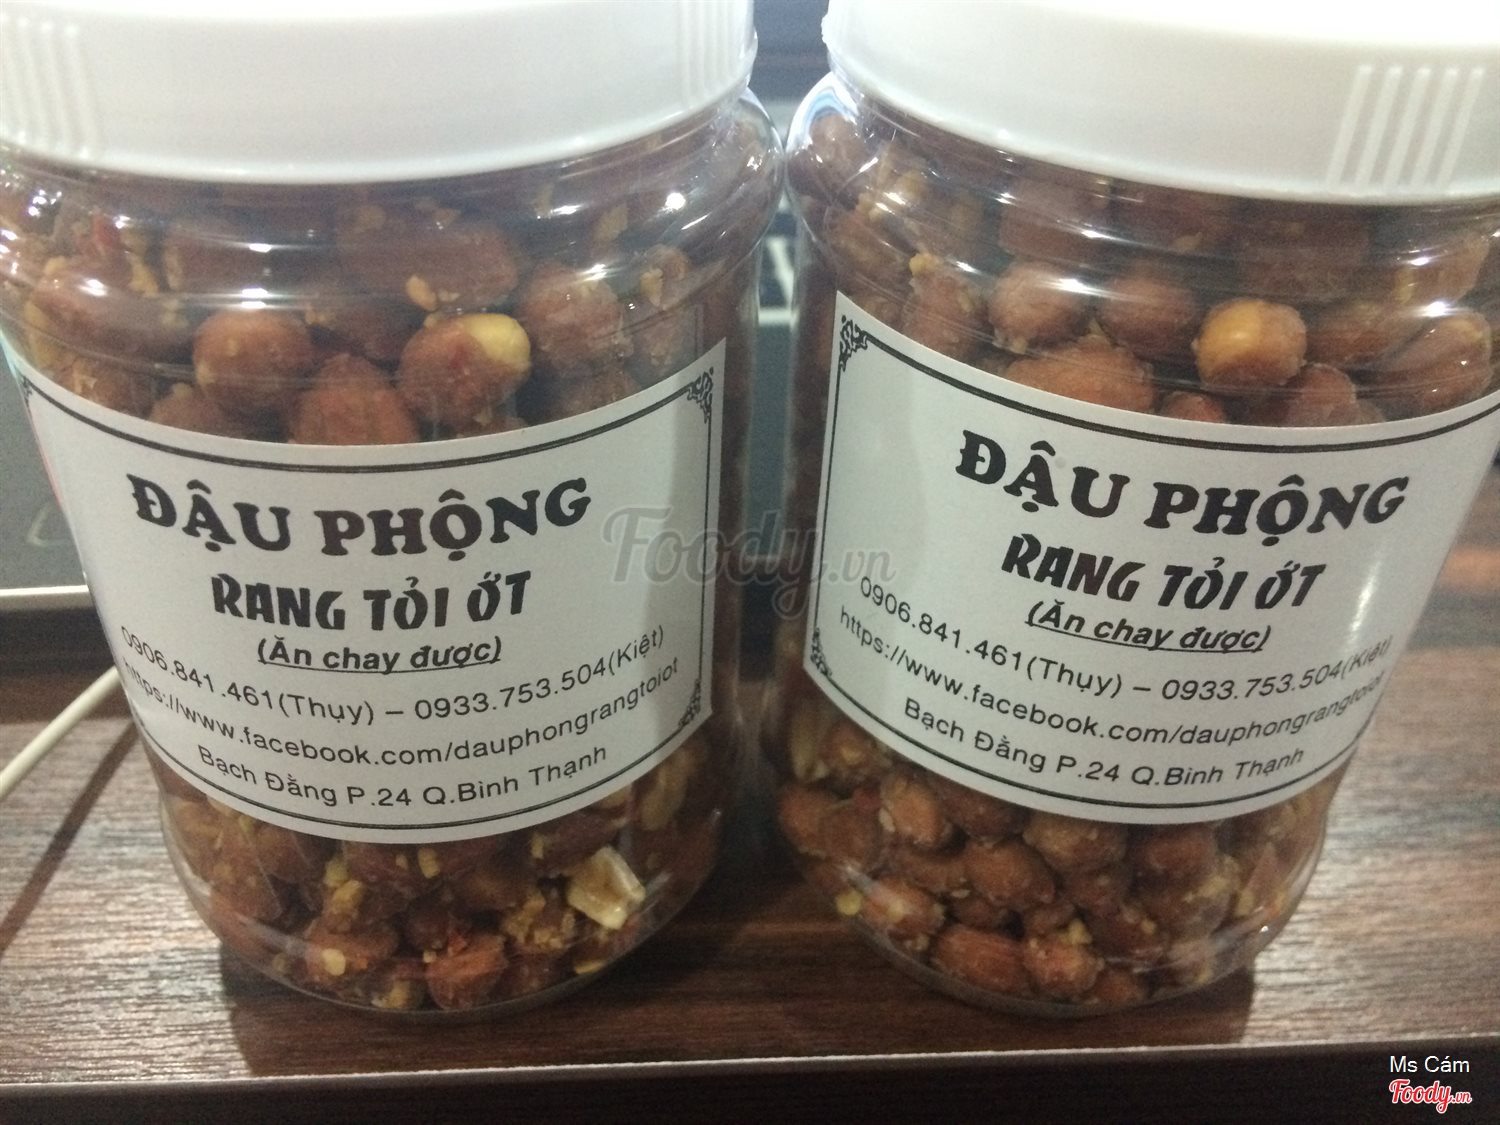 ĐẬU PHỘNG
RANG TỎI ỚT
(Ăn chay được)
0906.841.461(Thụy) – 0933.753.504(Kiệt)
https://www.facebook.com/dauphongrangtoiot
Bạch Đằng P.24 Q.Bình Thạnh
ĐẬU PHỘNG
RANG TỎI ỚT
(Ăn chay được)
0906.841.461(Thụy) – 0933.753.504(Kiệt)
https://www.facebook.com/dauphongrangtoiot
Bạch Đằng P.24 Q.Bình Thạnh
Foody.vn
Ms Cám
Foody.vn